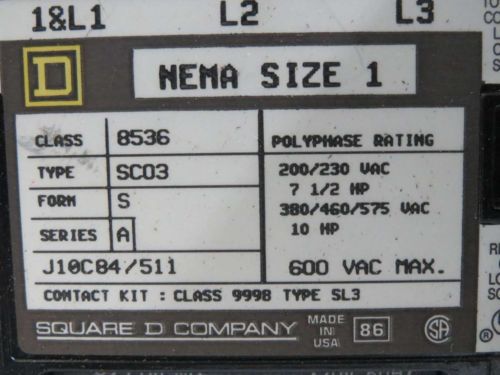 1&L1 L2 L3
D NEMA SIZE 1
CLASS 8536
TYPE SCO3
FORM S
SERIES A
J10C84/511
POLYPHASE RATING
200/230 VAC
7 1/2 HP
380/460/575 VAC
10 HP
600 VAC MAX.
CONTACT KIT : CLASS 9998 TYPE SL3
SQUARE D COMPANY MADE IN USA 86 SA